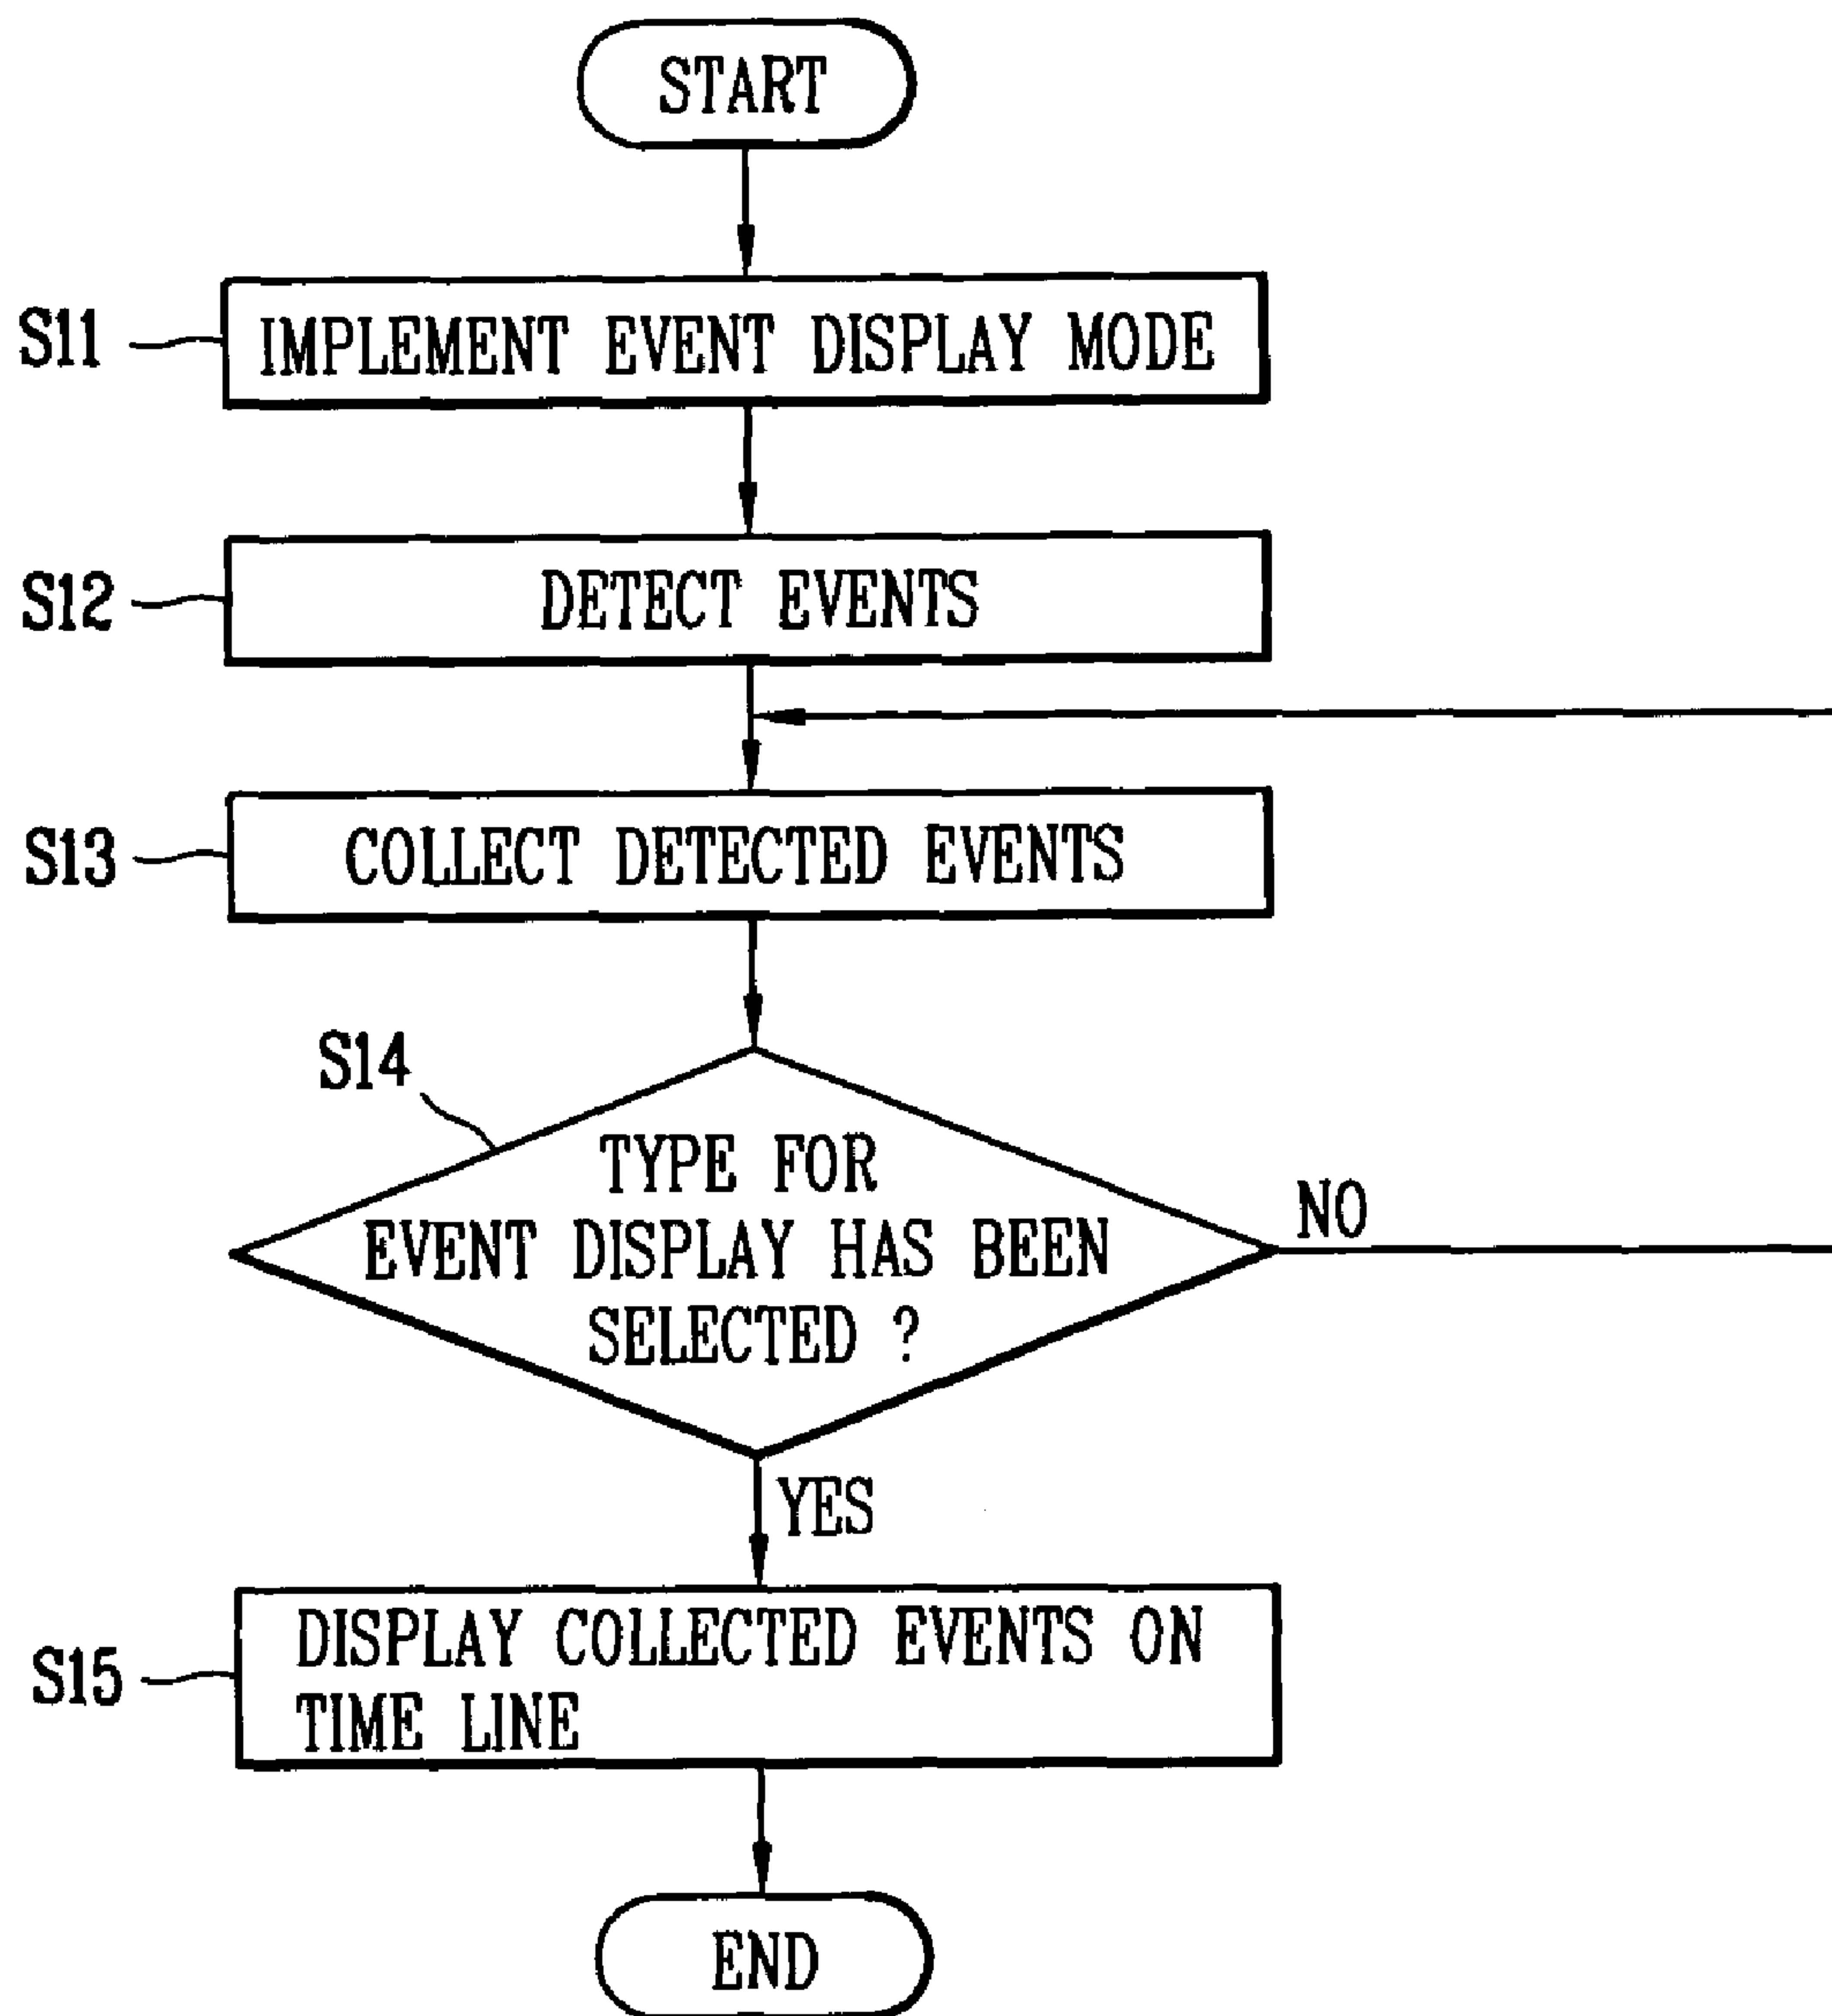 START
S11
IMPLEMENT EVENT DISPLAY MODE
S12
DETECT EVENTS
S13
COLLECT DETECTED EVENTS
S14
TYPE FOR
EVENT DISPLAY HAS BEEN
SELECTED ?
NO
YES
S15
DISPLAY COLLECTED EVENTS ON
TIME LINE
END